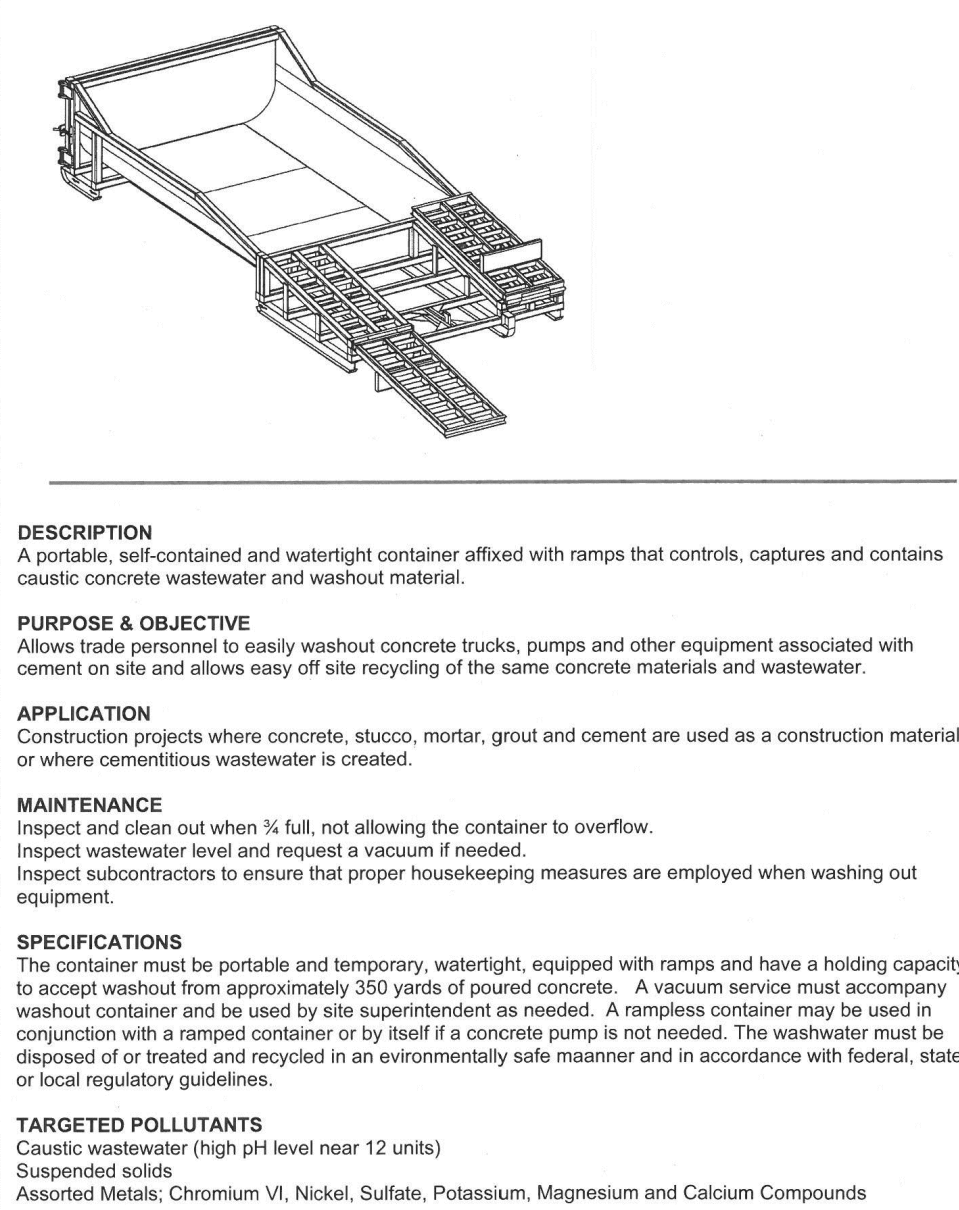 DESCRIPTION
A portable, self-contained and watertight container affixed with ramps that controls, captures and contains
caustic concrete wastewater and washout material.
PURPOSE & OBJECTIVE
Allows trade personnel to easily washout concrete trucks, pumps and other equipment associated with
cement on site and allows easy off site recycling of the same concrete materials and wastewater.
APPLICATION
Construction projects where concrete, stucco, mortar, grout and cement are used as a construction material
or where cementitious wastewater is created.
MAINTENANCE
Inspect and clean out when ¾ full, not allowing the container to overflow.
Inspect wastewater level and request a vacuum if needed.
Inspect subcontractors to ensure that proper housekeeping measures are employed when washing out
equipment.
SPECIFICATIONS
The container must be portable and temporary, watertight, equipped with ramps and have a holding capacity
to accept washout from approximately 350 yards of poured concrete. A vacuum service must accompany
washout container and be used by site superintendent as needed. A rampless container may be used in
conjunction with a ramped container or by itself if a concrete pump is not needed. The washwater must be
disposed of or treated and recycled in an evironmentally safe maanner and in accordance with federal, state
or local regulatory guidelines.
TARGETED POLLUTANTS
Caustic wastewater (high pH level near 12 units)
Suspended solids
Assorted Metals; Chromium VI, Nickel, Sulfate, Potassium, Magnesium and Calcium Compounds